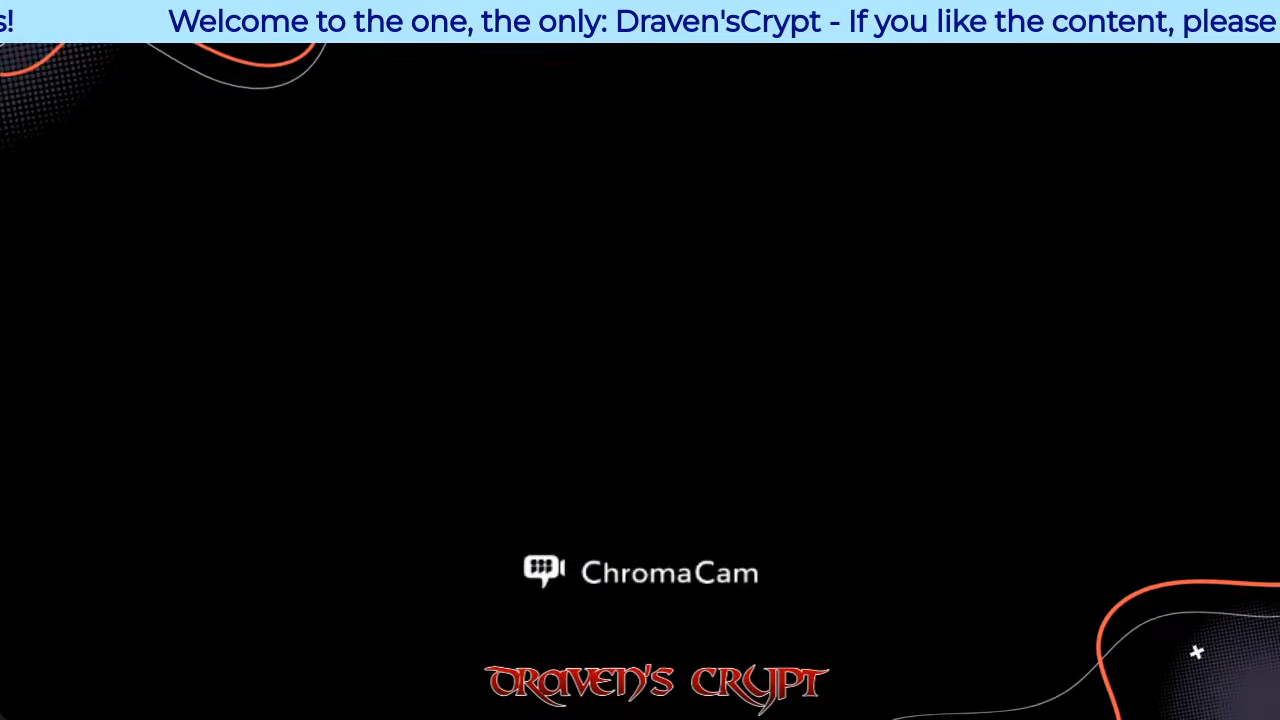 s! Welcome to the one, the only: Draven'sCrypt - If you like the content, please
ChromaCam
DRAVEN'S CRYPT